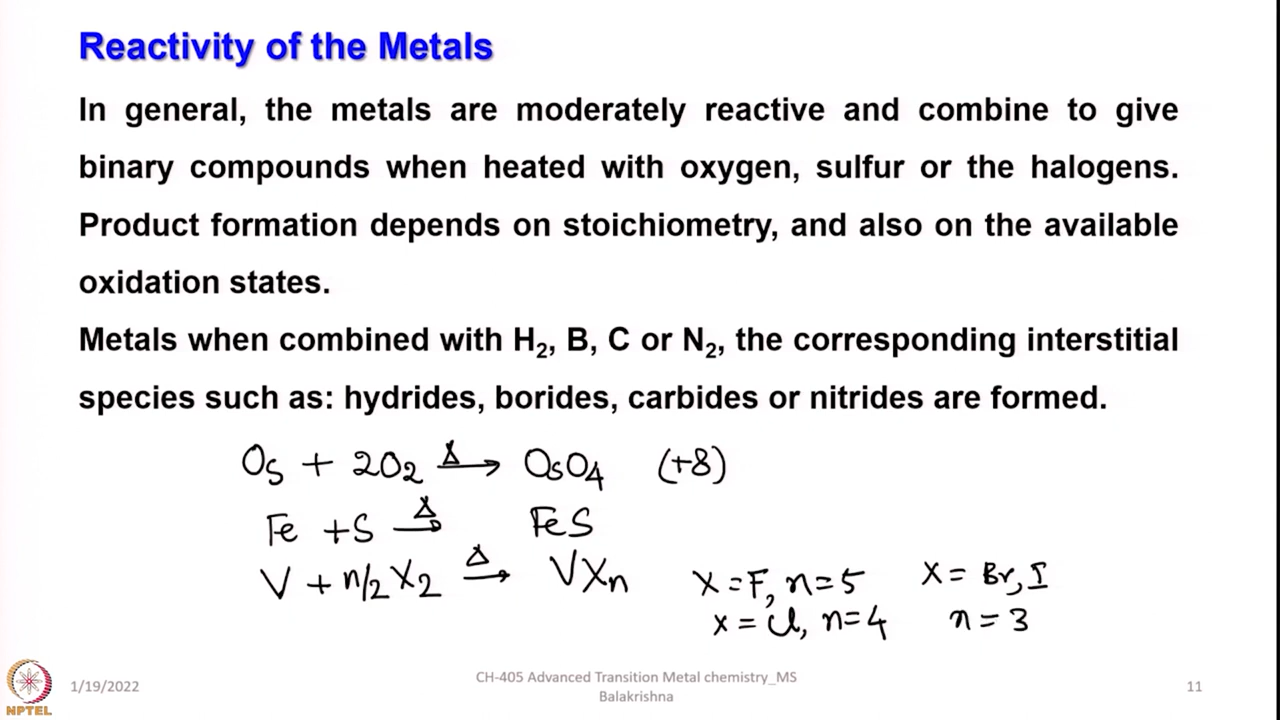 Reactivity of the Metals
In general, the metals are moderately reactive and combine to give
binary compounds when heated with oxygen, sulfur or the halogens.
Product formation depends on stoichiometry, and also on the available
oxidation states.
Metals when combined with H₂, B, C or N₂, the corresponding interstitial
species such as: hydrides, borides, carbides or nitrides are formed.
Os + 2O₂ Δ→ OsO₄ (+8)
Fe + S Δ→ FeS
V + n/2 X₂ Δ→ VXₙ X = F, n = 5 X = Br, I
x = Cl, n = 4 n = 3
NPTEL
1/19/2022
CH-405 Advanced Transition Metal chemistry_MS
Balakrishna
11